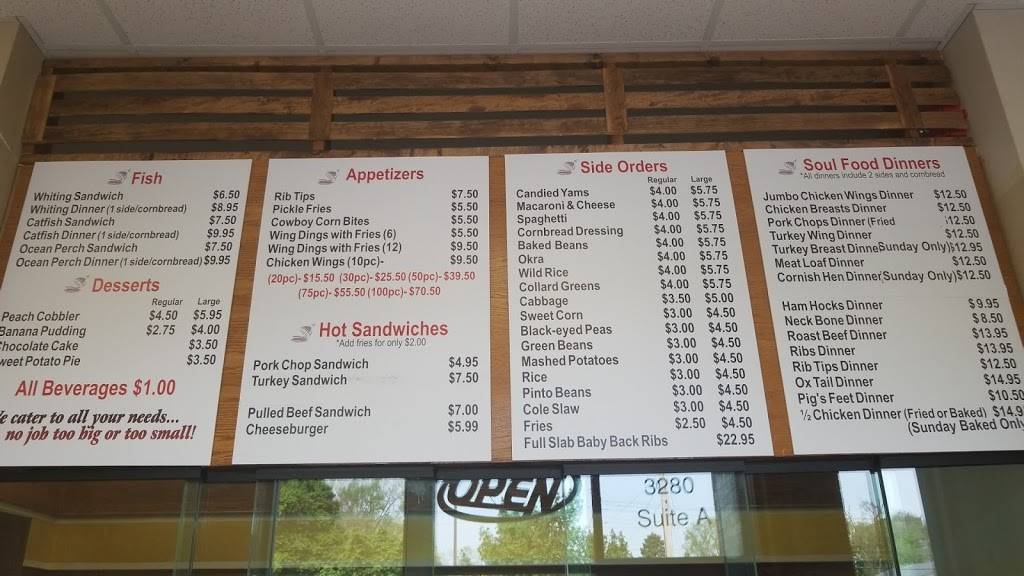 Fish
Whiting Sandwich $6.50
Whiting Dinner (1 side/cornbread) $8.95
Catfish Sandwich $7.50
Catfish Dinner (1 side/cornbread) $9.95
Ocean Perch Sandwich $7.50
Ocean Perch Dinner (1 side/cornbread) $9.95
Desserts
Regular Large
Peach Cobbler $4.50 $5.95
Banana Pudding $2.75 $4.00
Chocolate Cake $3.50
weet Potato Pie $3.50
All Beverages $1.00
e cater to all your needs...
no job too big or too small!
Appetizers
Rib Tips $7.50
Pickle Fries $5.50
Cowboy Corn Bites $5.50
Wing Dings with Fries (6) $5.50
Wing Dings with Fries (12) $9.50
Chicken Wings (10pc)- $9.50
(20pc)- $15.50 (30pc)- $25.50 (50pc)- $39.50
(75pc)- $55.50 (100pc)- $70.50
Hot Sandwiches
*Add fries for only $2.00
Pork Chop Sandwich $4.95
Turkey Sandwich $7.50
Pulled Beef Sandwich $7.00
Cheeseburger $5.99
Side Orders
Regular Large
Candied Yams $4.00 $5.75
Macaroni & Cheese $4.00 $5.75
Spaghetti $4.00 $5.75
Cornbread Dressing $4.00 $5.75
Baked Beans $4.00 $5.75
Okra $4.00 $5.75
Wild Rice $4.00 $5.75
Collard Greens $4.00 $5.75
Cabbage $3.50 $5.00
Sweet Corn $3.00 $4.50
Black-eyed Peas $3.00 $4.50
Green Beans $3.00 $4.50
Mashed Potatoes $3.00 $4.50
Rice $3.00 $4.50
Pinto Beans $3.00 $4.50
Cole Slaw $3.00 $4.50
Fries $2.50 $4.50
Full Slab Baby Back Ribs $22.95
Soul Food Dinners
*All dinners include 2 sides and cornbread
Jumbo Chicken Wings Dinner $12.50
Chicken Breasts Dinner $12.50
Pork Chops Dinner (Fried 12.50
Turkey Wing Dinner $12.50
Turkey Breast Dinne Sunday Only) $12.95
Meat Loaf Dinner $12.50
Cornish Hen Dinner Sunday Only) $12.50
Ham Hocks Dinner $9.95
Neck Bone Dinner $8.50
Roast Beef Dinner $13.95
Ribs Dinner $13.95
Rib Tips Dinner $12.50
Ox Tail Dinner $14.95
Pig's Feet Dinner $10.50
½ Chicken Dinner (Fried or Baked) $14.9
(Sunday Baked Only
OPEN
3280
Suite A